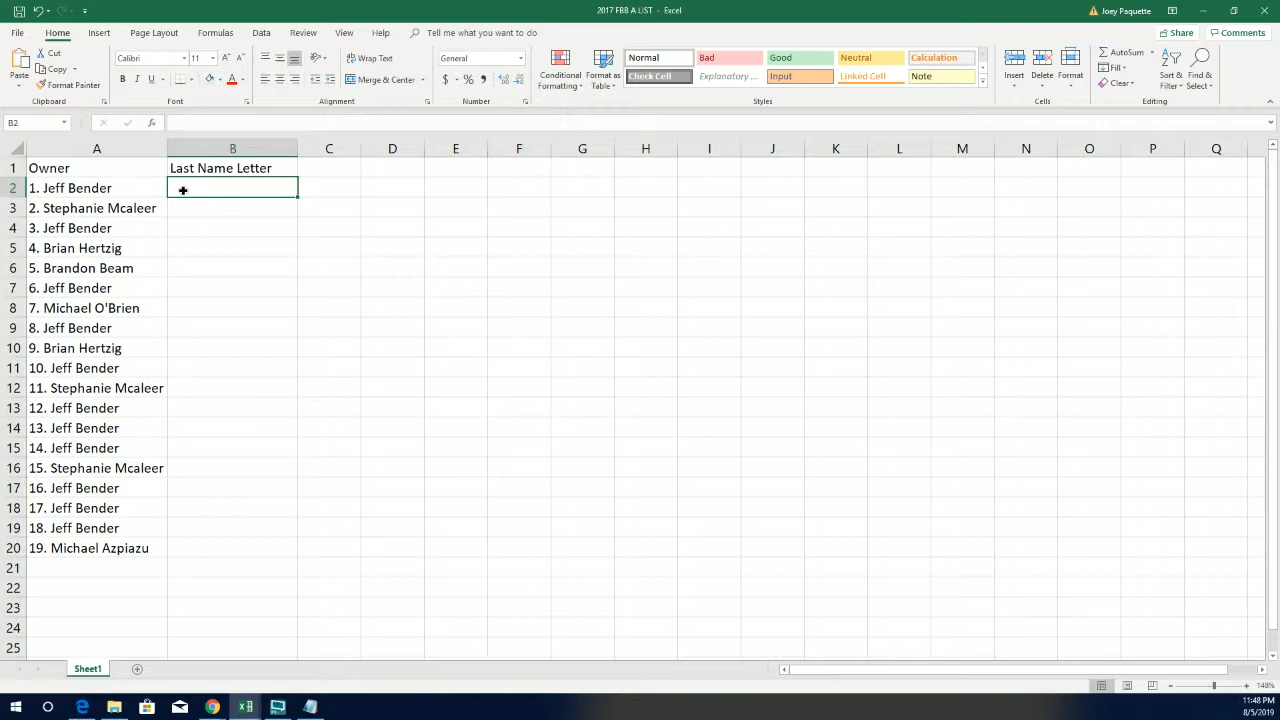 2017 FBB A LIST - Excel
Joey Paquette
File Home Insert Page Layout Formulas Data Review View Help Tell me what you want to do
Share Comments
Paste
Cut
Copy
Format Painter
Clipboard
Calibri 11
B I U A
Font
Wrap Text
Merge & Center
Alignment
General
$ % ,
Number
Conditional Formatting
Format as Table
Normal Bad Good Neutral Calculation
Check Cell Explanatory ... Input Linked Cell Note
Styles
Insert Delete Format
Cells
AutoSum
Fill
Clear
Sort & Filter
Find & Select
Editing
B2 fx
A B C D E F G H I J K L M N O P Q
1 Owner Last Name Letter
2 1. Jeff Bender
3 2. Stephanie Mcaleer
4 3. Jeff Bender
5 4. Brian Hertzig
6 5. Brandon Beam
7 6. Jeff Bender
8 7. Michael O'Brien
9 8. Jeff Bender
10 9. Brian Hertzig
11 10. Jeff Bender
12 11. Stephanie Mcaleer
13 12. Jeff Bender
14 13. Jeff Bender
15 14. Jeff Bender
16 15. Stephanie Mcaleer
17 16. Jeff Bender
18 17. Jeff Bender
19 18. Jeff Bender
20 19. Michael Azpiazu
21
22
23
24
25
Sheet1
148%
11:48 PM
8/5/2019